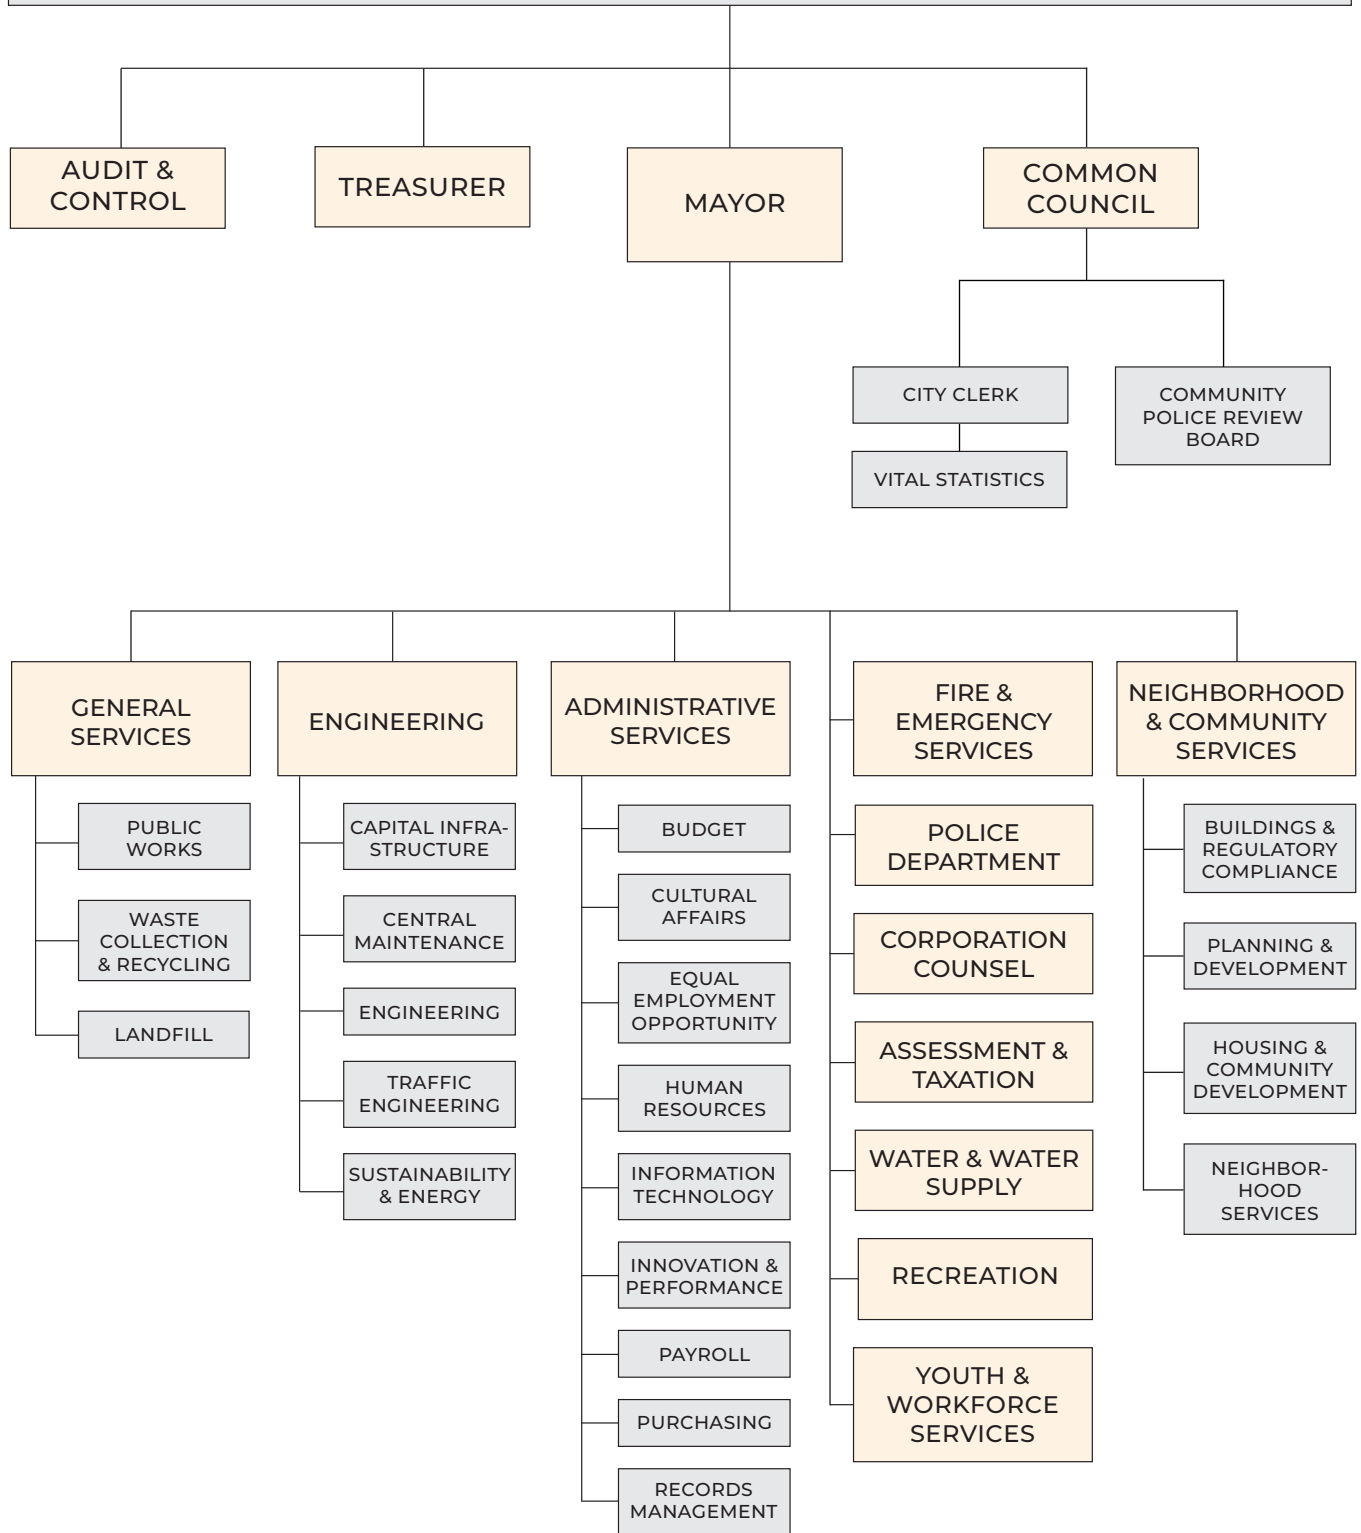 AUDIT &
CONTROL
TREASURER
MAYOR
COMMON
COUNCIL
CITY CLERK
COMMUNITY
POLICE REVIEW
BOARD
VITAL STATISTICS
GENERAL
SERVICES
PUBLIC
WORKS
WASTE
COLLECTION
& RECYCLING
LANDFILL
ENGINEERING
CAPITAL INFRA-
STRUCTURE
CENTRAL
MAINTENANCE
ENGINEERING
TRAFFIC
ENGINEERING
SUSTAINABILITY
& ENERGY
ADMINISTRATIVE
SERVICES
BUDGET
CULTURAL
AFFAIRS
EQUAL
EMPLOYMENT
OPPORTUNITY
HUMAN
RESOURCES
INFORMATION
TECHNOLOGY
INNOVATION &
PERFORMANCE
PAYROLL
PURCHASING
RECORDS
MANAGEMENT
FIRE &
EMERGENCY
SERVICES
POLICE
DEPARTMENT
CORPORATION
COUNSEL
ASSESSMENT &
TAXATION
WATER & WATER
SUPPLY
RECREATION
YOUTH &
WORKFORCE
SERVICES
NEIGHBORHOOD
& COMMUNITY
SERVICES
BUILDINGS &
REGULATORY
COMPLIANCE
PLANNING &
DEVELOPMENT
HOUSING &
COMMUNITY
DEVELOPMENT
NEIGHBOR-
HOOD
SERVICES